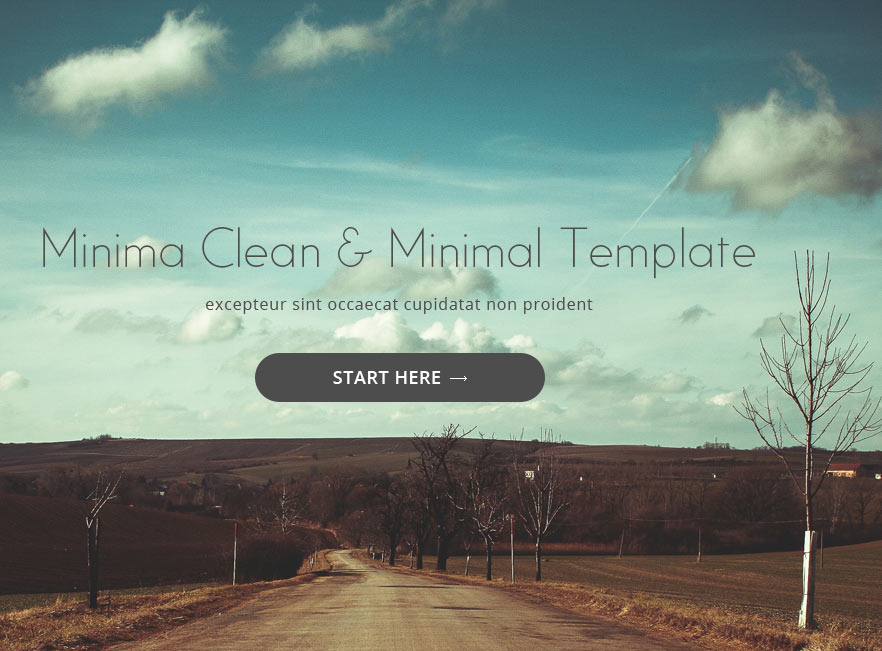 Minima Clean & Minimal Template
excepteur sint occaecat cupidatat non proident
START HERE →